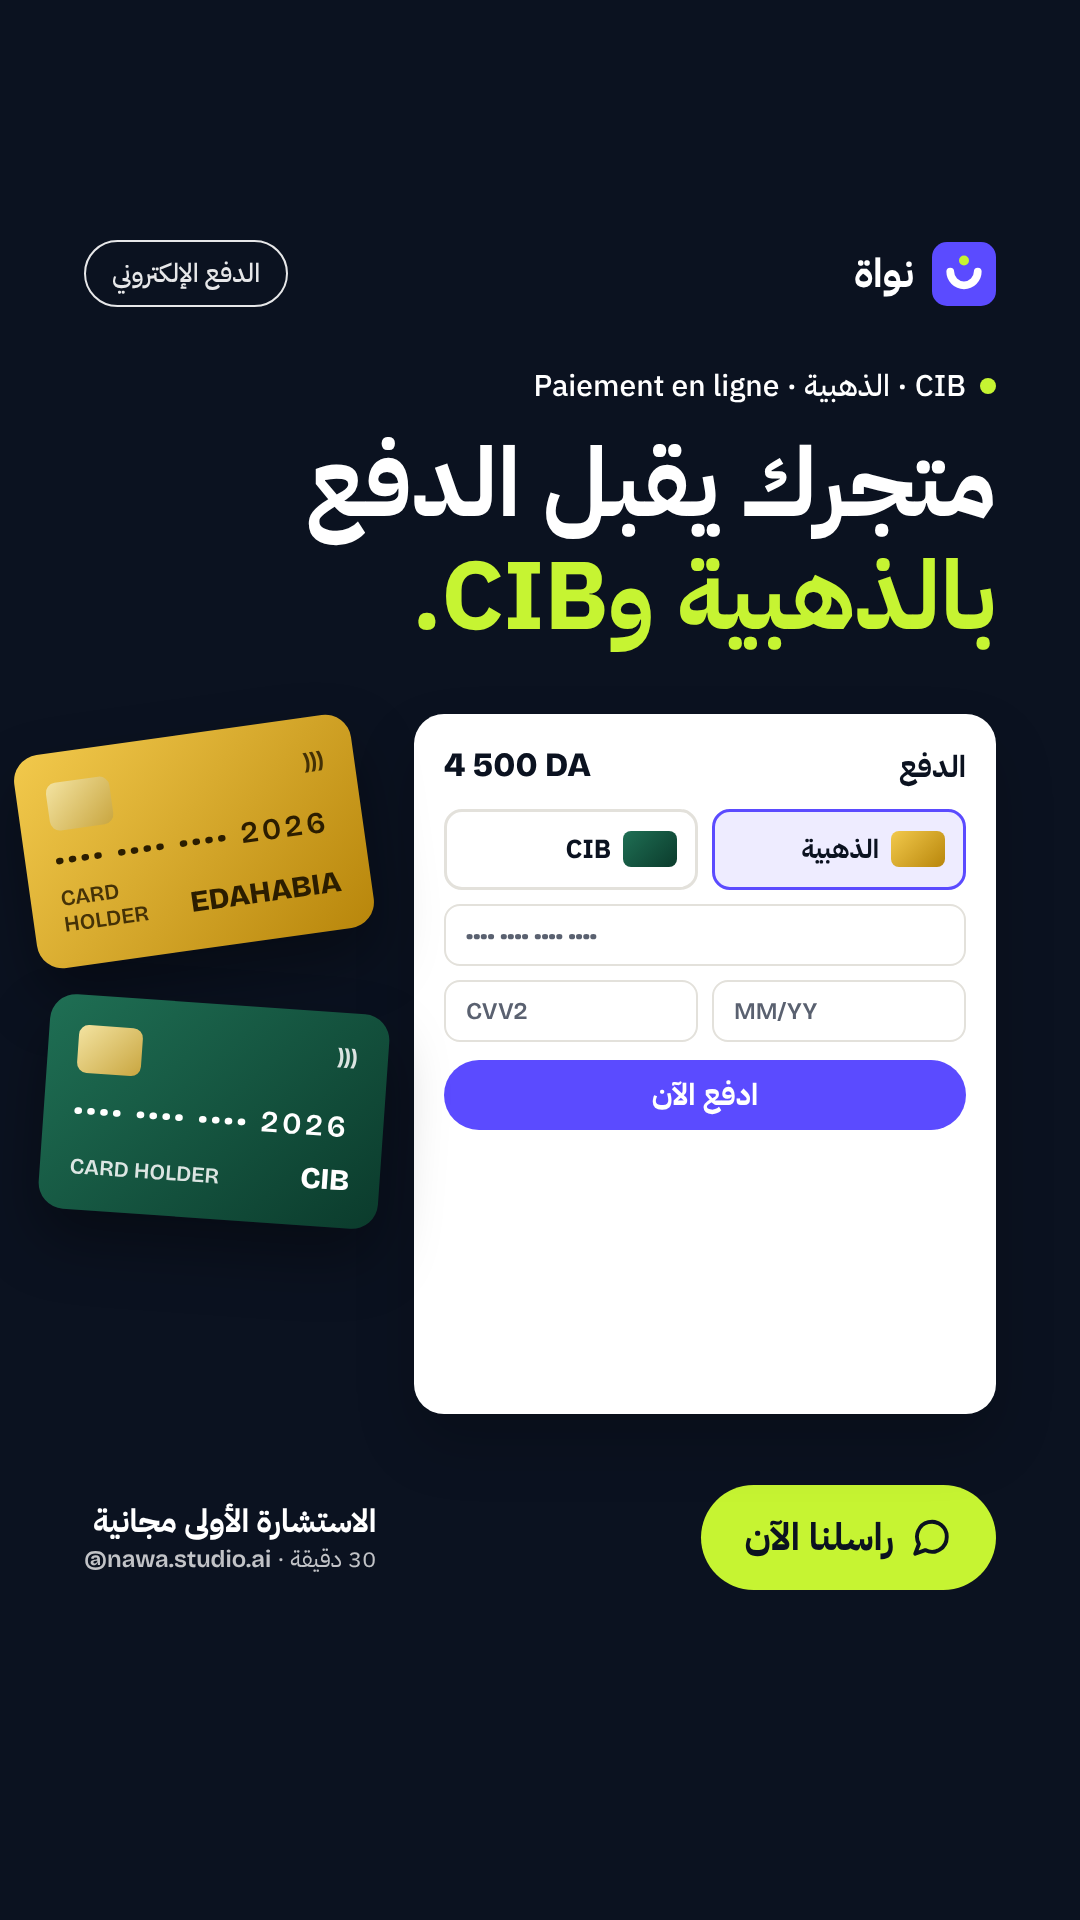 نواة
الدفع الإلكتروني
CIB · الذهبية · Paiement en ligne
متجرك يقبل الدفع
بالذهبية وCIB.
الدفع
4 500 DA
الذهبية
CIB
•••• •••• •••• ••••
MM/YY
CVV2
ادفع الآن
)))
•••• •••• •••• 2026
CARD
HOLDER
EDAHABIA
)))
•••• •••• •••• 2026
CARD HOLDER
CIB
راسلنا الآن
الاستشارة الأولى مجانية
30 دقيقة · @nawa.studio.ai